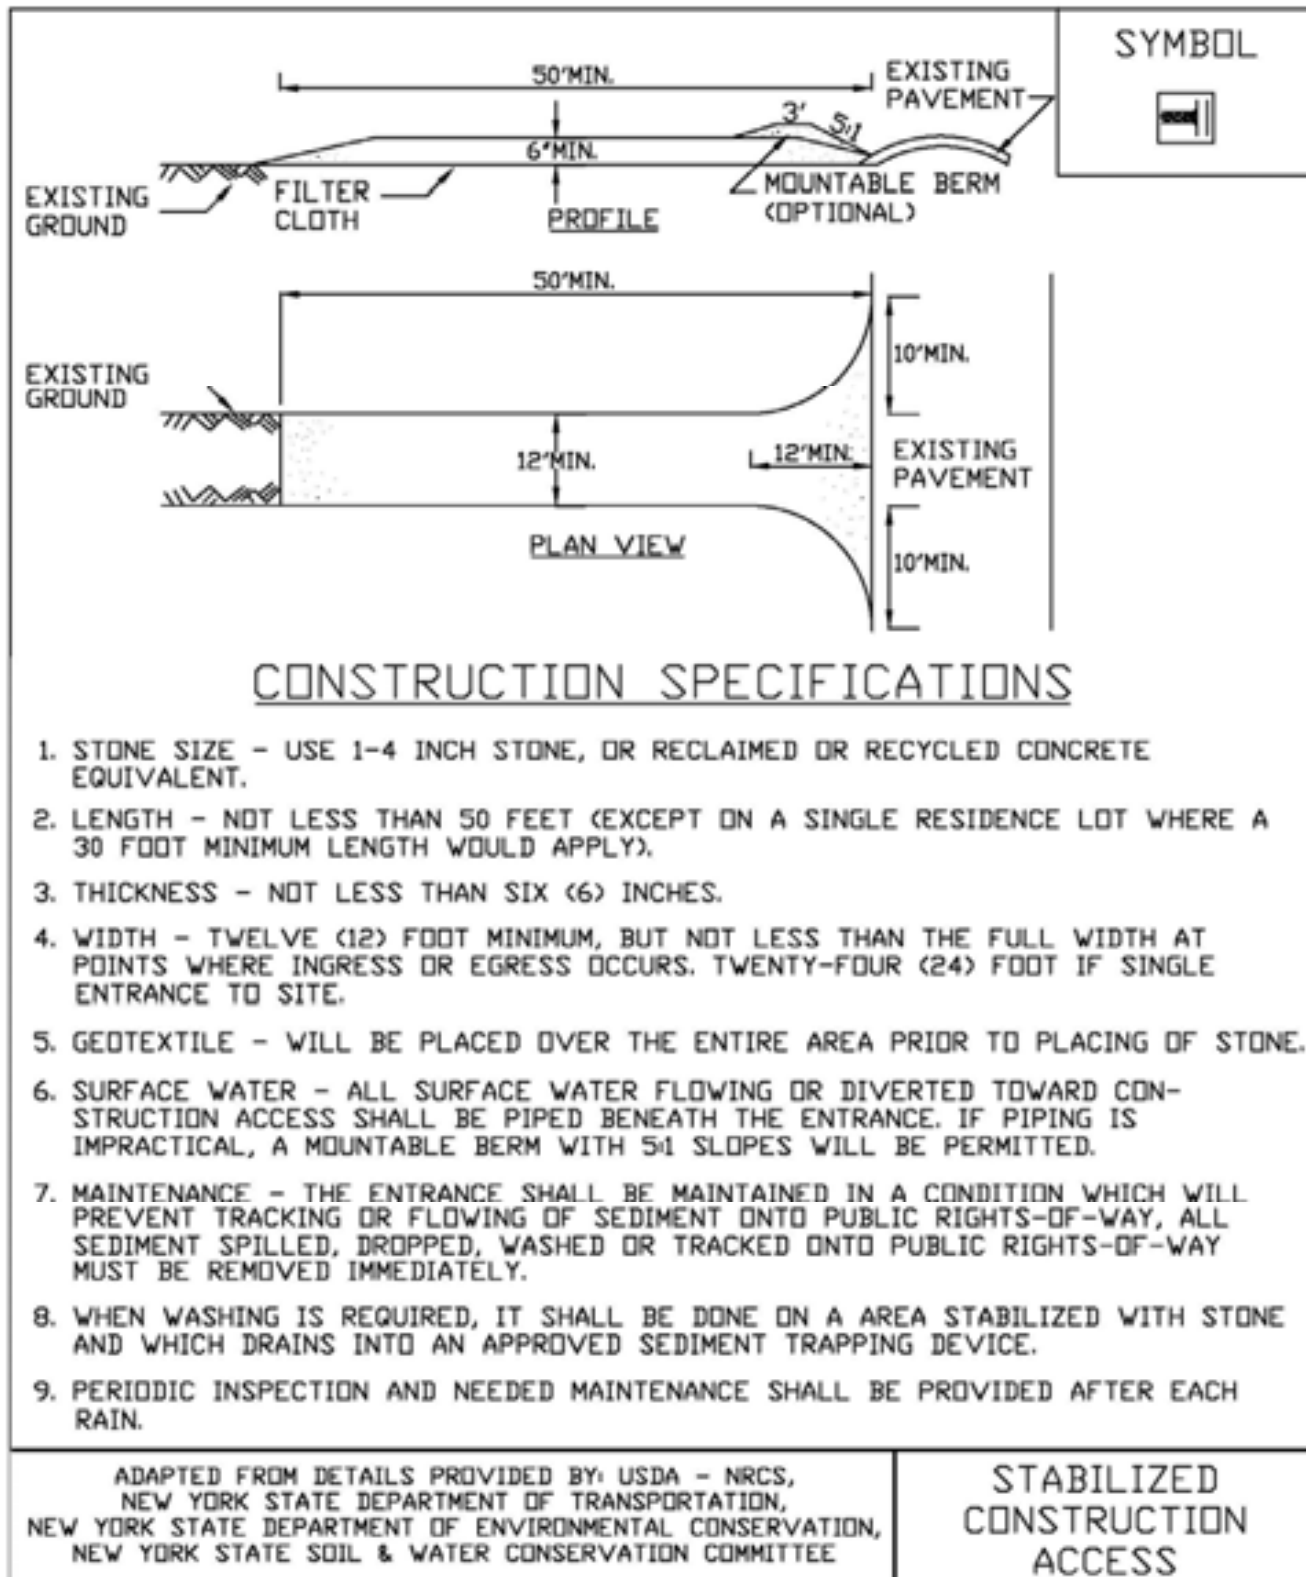 SYMBOL
50'MIN.
EXISTING
PAVEMENT
3'
5:1
6"MIN.
EXISTING
GROUND
FILTER
CLOTH
PROFILE
MOUNTABLE BERM
(OPTIONAL)
50'MIN.
10'MIN.
EXISTING
GROUND
12'MIN.
12'MIN.
EXISTING
PAVEMENT
PLAN VIEW
10'MIN.
CONSTRUCTION SPECIFICATIONS
1. STONE SIZE - USE 1-4 INCH STONE, OR RECLAIMED OR RECYCLED CONCRETE
EQUIVALENT.
2. LENGTH - NOT LESS THAN 50 FEET (EXCEPT ON A SINGLE RESIDENCE LOT WHERE A
30 FOOT MINIMUM LENGTH WOULD APPLY).
3. THICKNESS - NOT LESS THAN SIX (6) INCHES.
4. WIDTH - TWELVE (12) FOOT MINIMUM, BUT NOT LESS THAN THE FULL WIDTH AT
POINTS WHERE INGRESS OR EGRESS OCCURS. TWENTY-FOUR (24) FOOT IF SINGLE
ENTRANCE TO SITE.
5. GEOTEXTILE - WILL BE PLACED OVER THE ENTIRE AREA PRIOR TO PLACING OF STONE.
6. SURFACE WATER - ALL SURFACE WATER FLOWING OR DIVERTED TOWARD CON-
STRUCTION ACCESS SHALL BE PIPED BENEATH THE ENTRANCE. IF PIPING IS
IMPRACTICAL, A MOUNTABLE BERM WITH 5:1 SLOPES WILL BE PERMITTED.
7. MAINTENANCE - THE ENTRANCE SHALL BE MAINTAINED IN A CONDITION WHICH WILL
PREVENT TRACKING OR FLOWING OF SEDIMENT ONTO PUBLIC RIGHTS-OF-WAY, ALL
SEDIMENT SPILLED, DROPPED, WASHED OR TRACKED ONTO PUBLIC RIGHTS-OF-WAY
MUST BE REMOVED IMMEDIATELY.
8. WHEN WASHING IS REQUIRED, IT SHALL BE DONE ON A AREA STABILIZED WITH STONE
AND WHICH DRAINS INTO AN APPROVED SEDIMENT TRAPPING DEVICE.
9. PERIODIC INSPECTION AND NEEDED MAINTENANCE SHALL BE PROVIDED AFTER EACH
RAIN.
ADAPTED FROM DETAILS PROVIDED BY: USDA - NRCS,
NEW YORK STATE DEPARTMENT OF TRANSPORTATION,
NEW YORK STATE DEPARTMENT OF ENVIRONMENTAL CONSERVATION,
NEW YORK STATE SOIL & WATER CONSERVATION COMMITTEE
STABILIZED
CONSTRUCTION
ACCESS